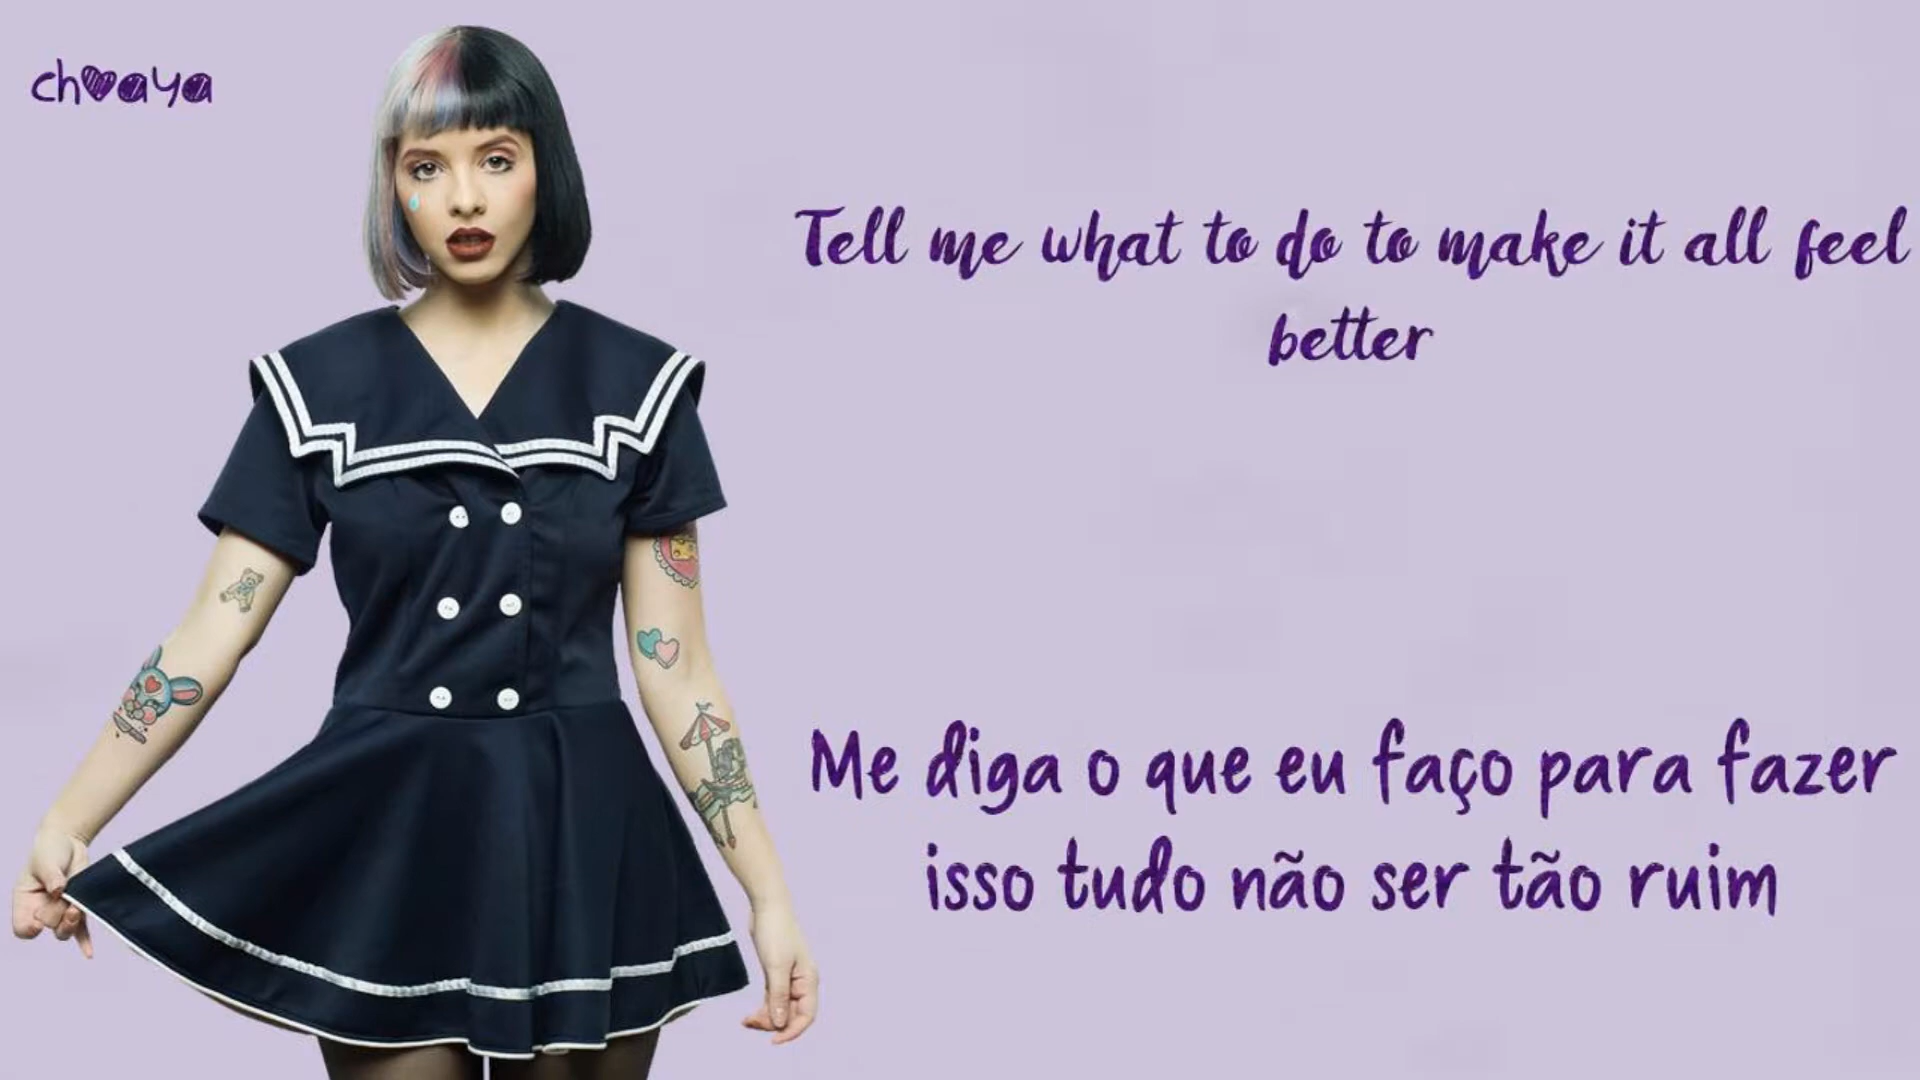 chvaya
Tell me what to do to make it all feel
better
Me diga o que eu faço para fazer
isso tudo não ser tão ruim